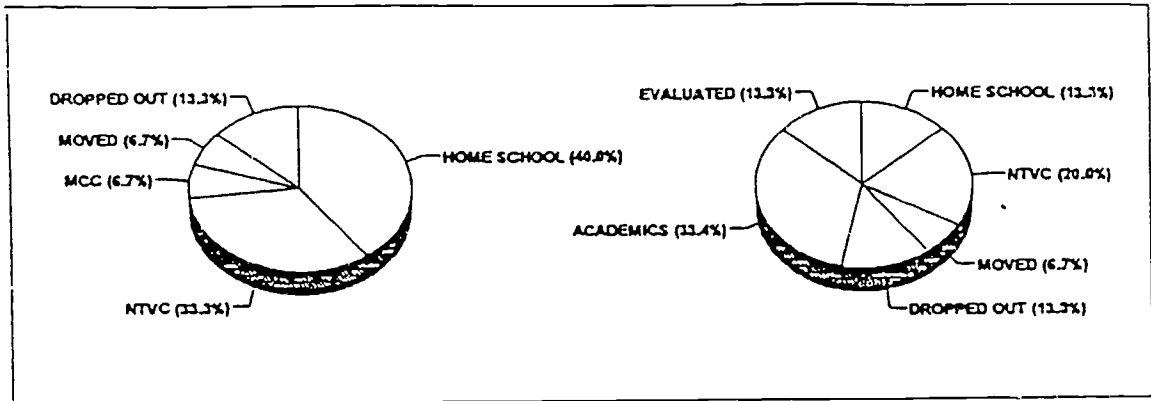 DROPPED OUT (13.3%)
MOVED (6.7%)
MCC (6.7%)
HOME SCHOOL (40.0%)
NTVC (33.3%)
EVALUATED (13.3%)
HOME SCHOOL (13.3%)
NTVC (20.0%)
ACADEMICS (33.4%)
MOVED (6.7%)
DROPPED OUT (13.3%)